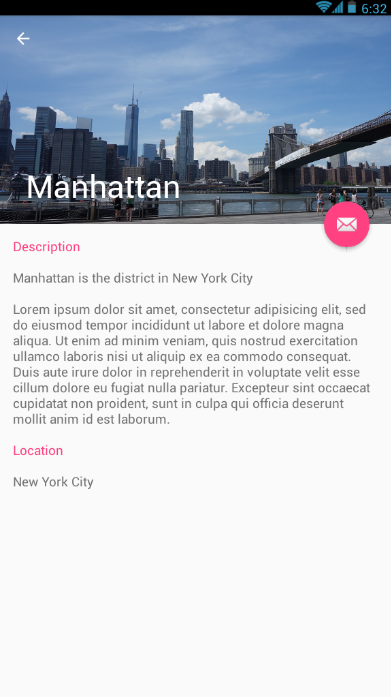 6:32
Manhattan
Description
Manhattan is the district in New York City
Lorem ipsum dolor sit amet, consectetur adipisicing elit, sed
do eiusmod tempor incididunt ut labore et dolore magna
aliqua. Ut enim ad minim veniam, quis nostrud exercitation
ullamco laboris nisi ut aliquip ex ea commodo consequat.
Duis aute irure dolor in reprehenderit in voluptate velit esse
cillum dolore eu fugiat nulla pariatur. Excepteur sint occaecat
cupidatat non proident, sunt in culpa qui officia deserunt
mollit anim id est laborum.
Location
New York City